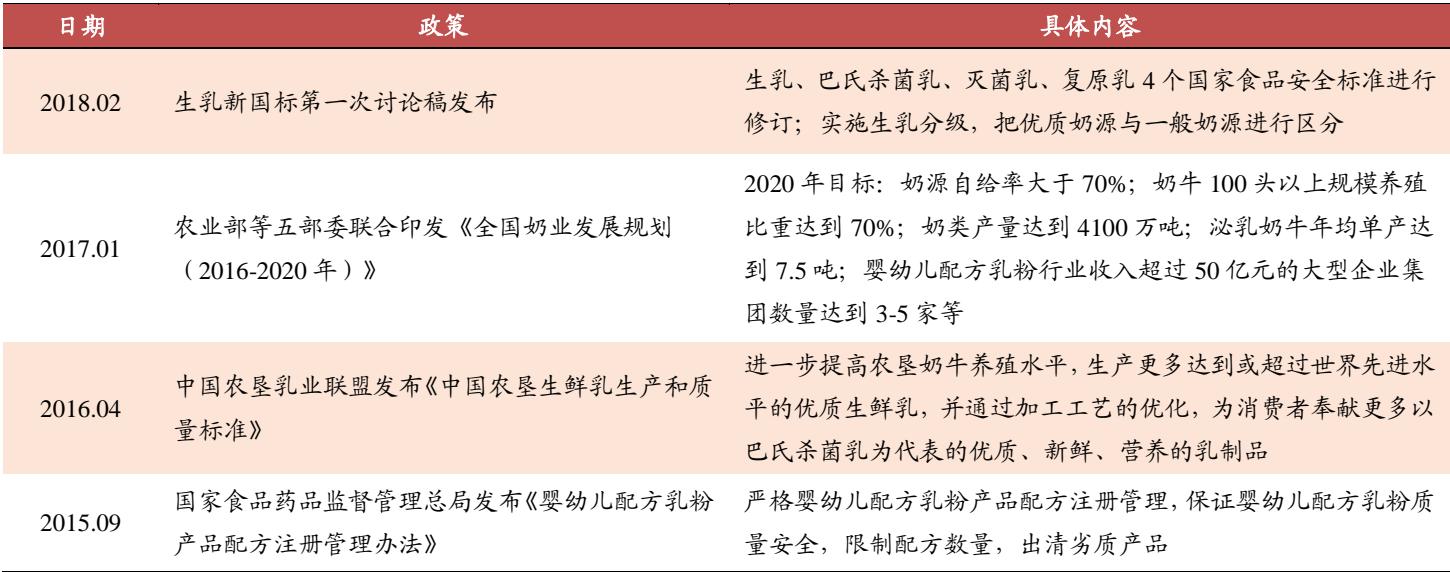 日期 政策 具体内容
2018.02 生乳新国标第一次讨论稿发布 生乳、巴氏杀菌乳、灭菌乳、复原乳 4 个国家食品安全标准进行
修订；实施生乳分级，把优质奶源与一般奶源进行区分
2017.01 农业部等五部委联合印发《全国奶业发展规划
（2016-2020 年）》
2020 年目标：奶源自给率大于 70%；奶牛 100 头以上规模养殖
比重达到 70%；奶类产量达到 4100 万吨；泌乳奶牛年均单产达
到 7.5 吨；婴幼儿配方乳粉行业收入超过 50 亿元的大型企业集
团数量达到 3-5 家等
2016.04 中国农垦乳业联盟发布《中国农垦生鲜乳生产和质
量标准》
进一步提高农垦奶牛养殖水平，生产更多达到或超过世界先进水
平的优质生鲜乳，并通过加工工艺的优化，为消费者奉献更多以
巴氏杀菌乳为代表的优质、新鲜、营养的乳制品
2015.09 国家食品药品监督管理总局发布《婴幼儿配方乳粉
产品配方注册管理办法》
严格婴幼儿配方乳粉产品配方注册管理，保证婴幼儿配方乳粉质
量安全，限制配方数量，出清劣质产品